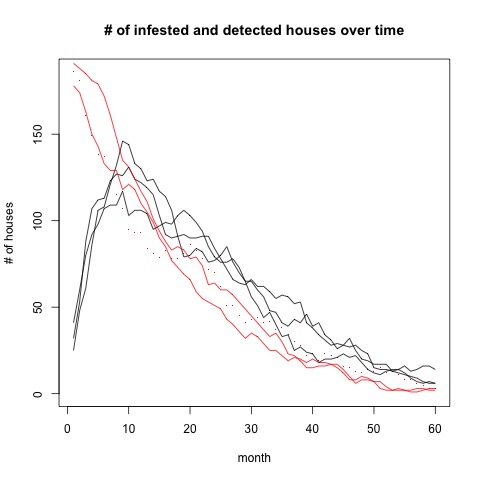 # of infested and detected houses over time
# of houses
150
100
50
0
0 10 20 30 40 50 60
month